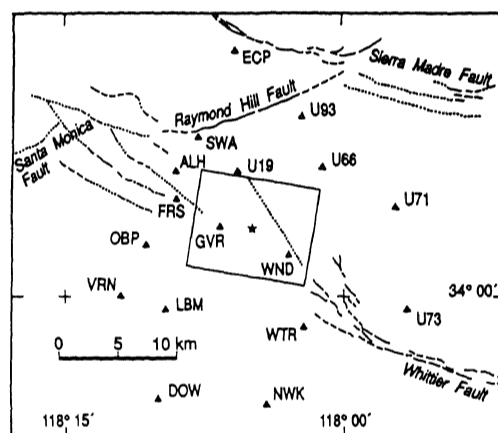 ECP
Sierra Madre Fault
Raymond Hill Fault
U93
Santa Monica
Fault
SWA
ALH
U19
U66
FRS
U71
OBP
GVR
WND
VRN
LBM
34° 00'
U73
WTR
0 5 10 km
Whittier Fault
DOW
NWK
118° 15'
118° 00'